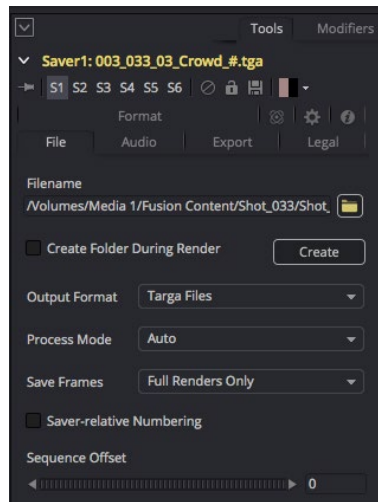 Tools Modifiers
Saver1: 003_033_03_Crowd_#.tga
S1 S2 S3 S4 S5 S6
Format
File Audio Export Legal
Filename
/Volumes/Media 1/Fusion Content/Shot_033/Shot_
Create Folder During Render Create
Output Format Targa Files
Process Mode Auto
Save Frames Full Renders Only
Saver-relative Numbering
Sequence Offset
0